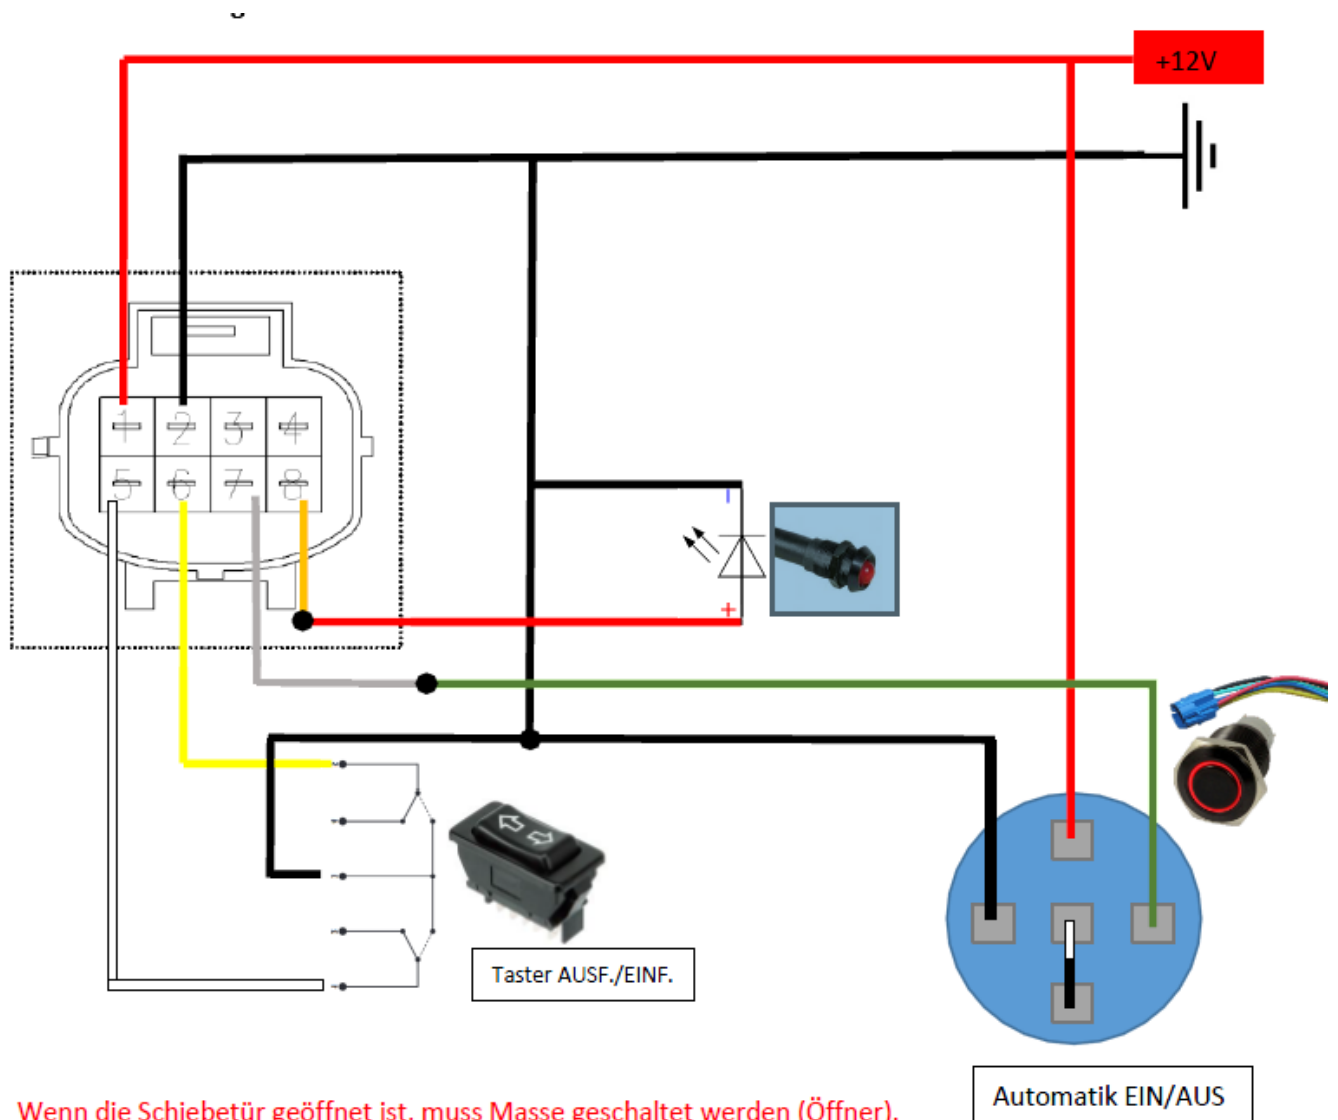 +12V
1 2 3 4
5 6 7 8
−
+
Taster AUSF./EINF.
Automatik EIN/AUS
Wenn die Schiebetür geöffnet ist, muss Masse geschaltet werden (Öffner).